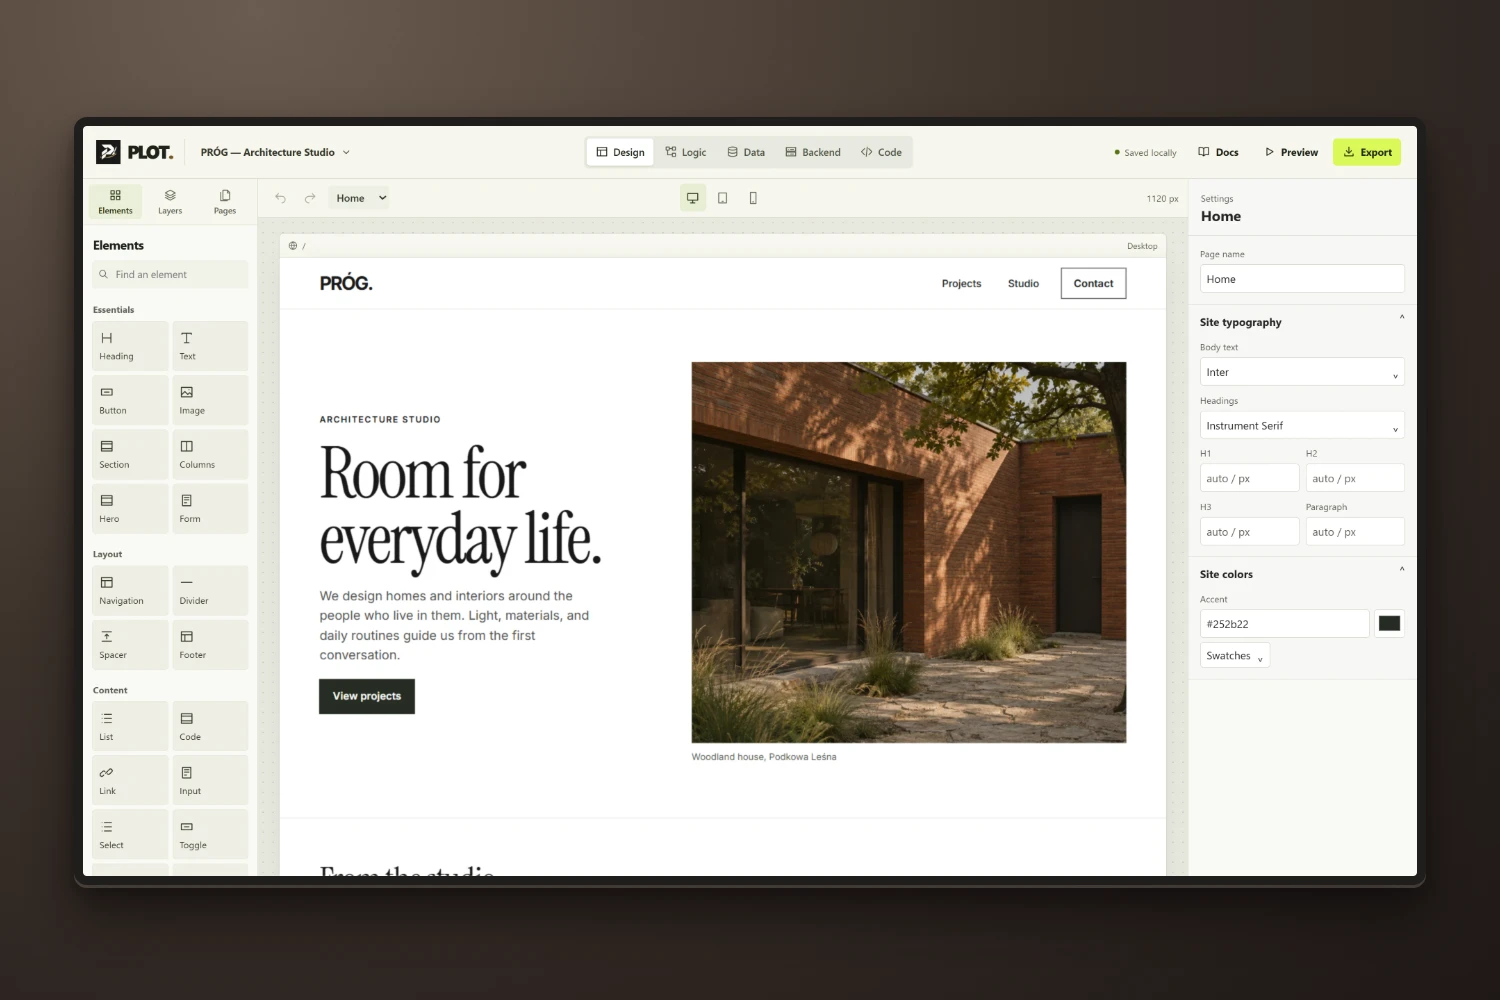 PLOT.
PRÓG — Architecture Studio
Design
Logic
Data
Backend
Code
Saved locally
Docs
Preview
Export
Elements
Layers
Pages
Home
1120 px
Elements
Find an element
Essentials
Heading
Text
Button
Image
Section
Columns
Hero
Form
Layout
Navigation
Divider
Spacer
Footer
Content
List
Code
Link
Input
Select
Toggle
/
Desktop
PRÓG.
Projects
Studio
Contact
ARCHITECTURE STUDIO
Room for
everyday life.
We design homes and interiors around the
people who live in them. Light, materials, and
daily routines guide us from the first
conversation.
View projects
Woodland house, Podkowa Leśna
From the studio
Settings
Home
Page name
Home
Site typography
Body text
Inter
Headings
Instrument Serif
H1
H2
auto / px
auto / px
H3
Paragraph
auto / px
auto / px
Site colors
Accent
#252b22
Swatches